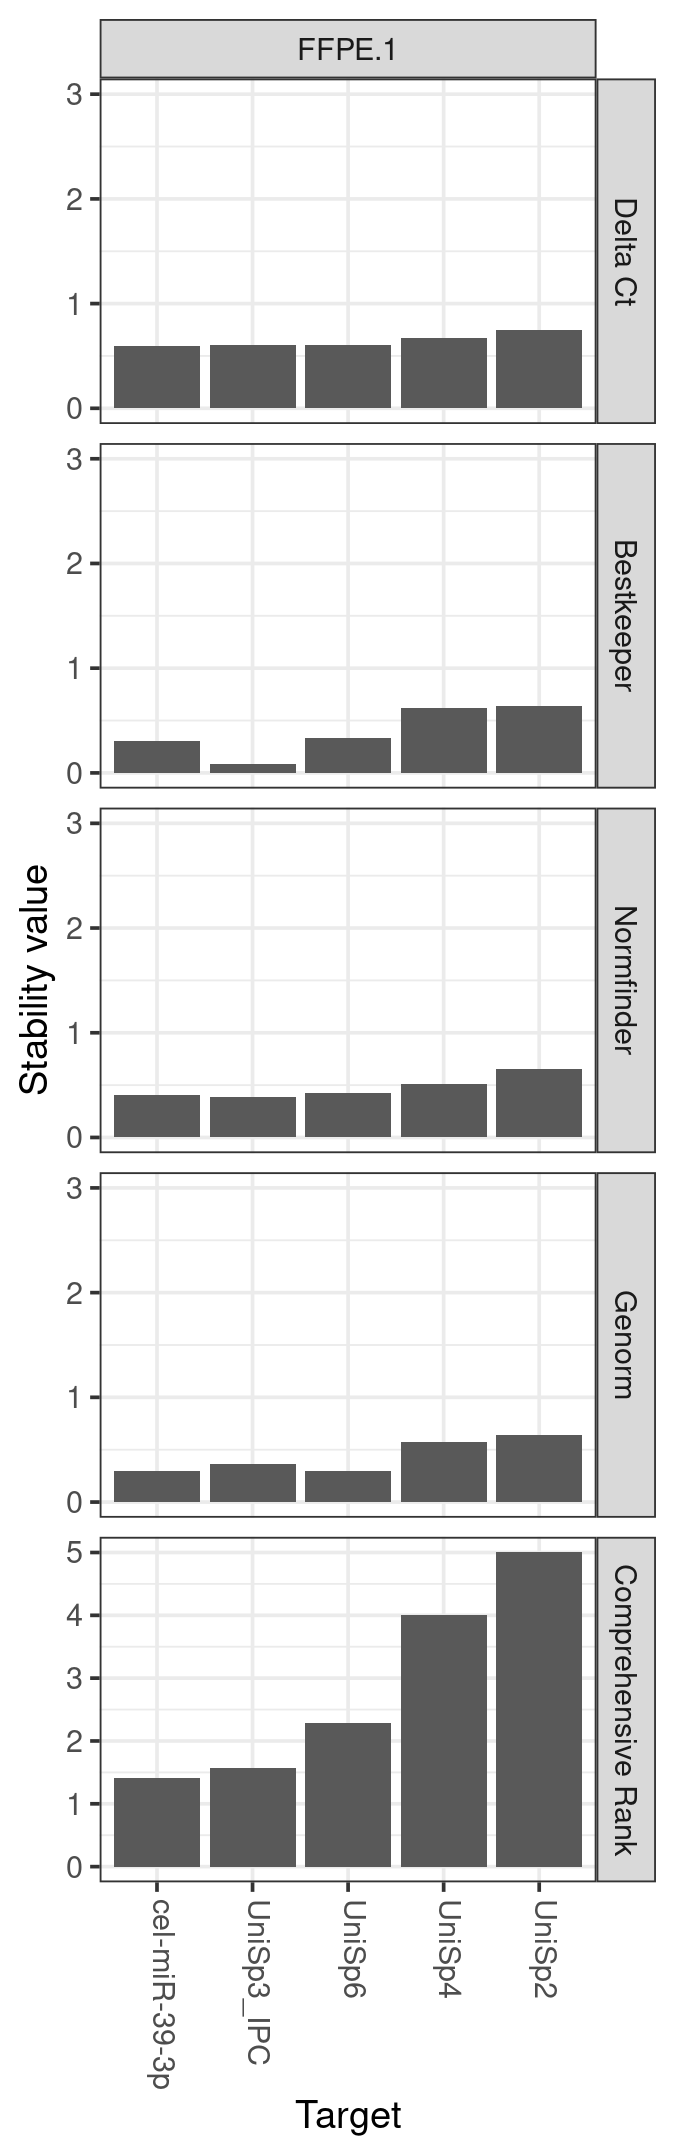 FFPE.1
3
2
1
0
Delta Ct
3
2
1
0
Bestkeeper
3
2
1
0
Normfinder
3
2
1
0
Genorm
5
4
3
2
1
0
Comprehensive Rank
Stability value
cel-miR-39-3p
UniSp3_IPC
UniSp6
UniSp4
UniSp2
Target